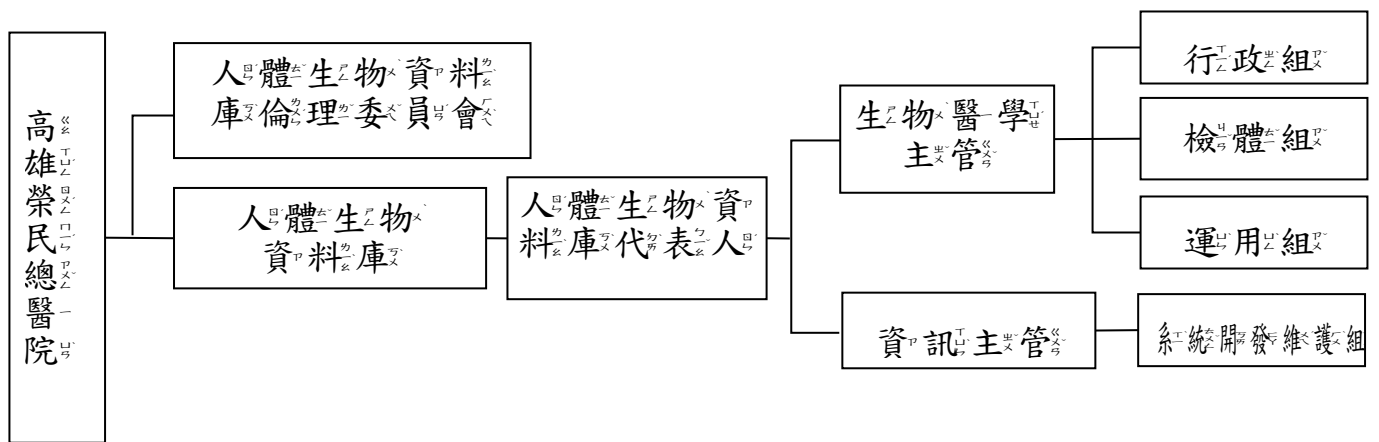 高雄榮民總醫院
人體生物資料
庫倫理委員會
人體生物
資料庫
人體生物資
料庫代表人
生物醫學
主管
行政組
檢體組
運用組
資訊主管
系統開發維護組